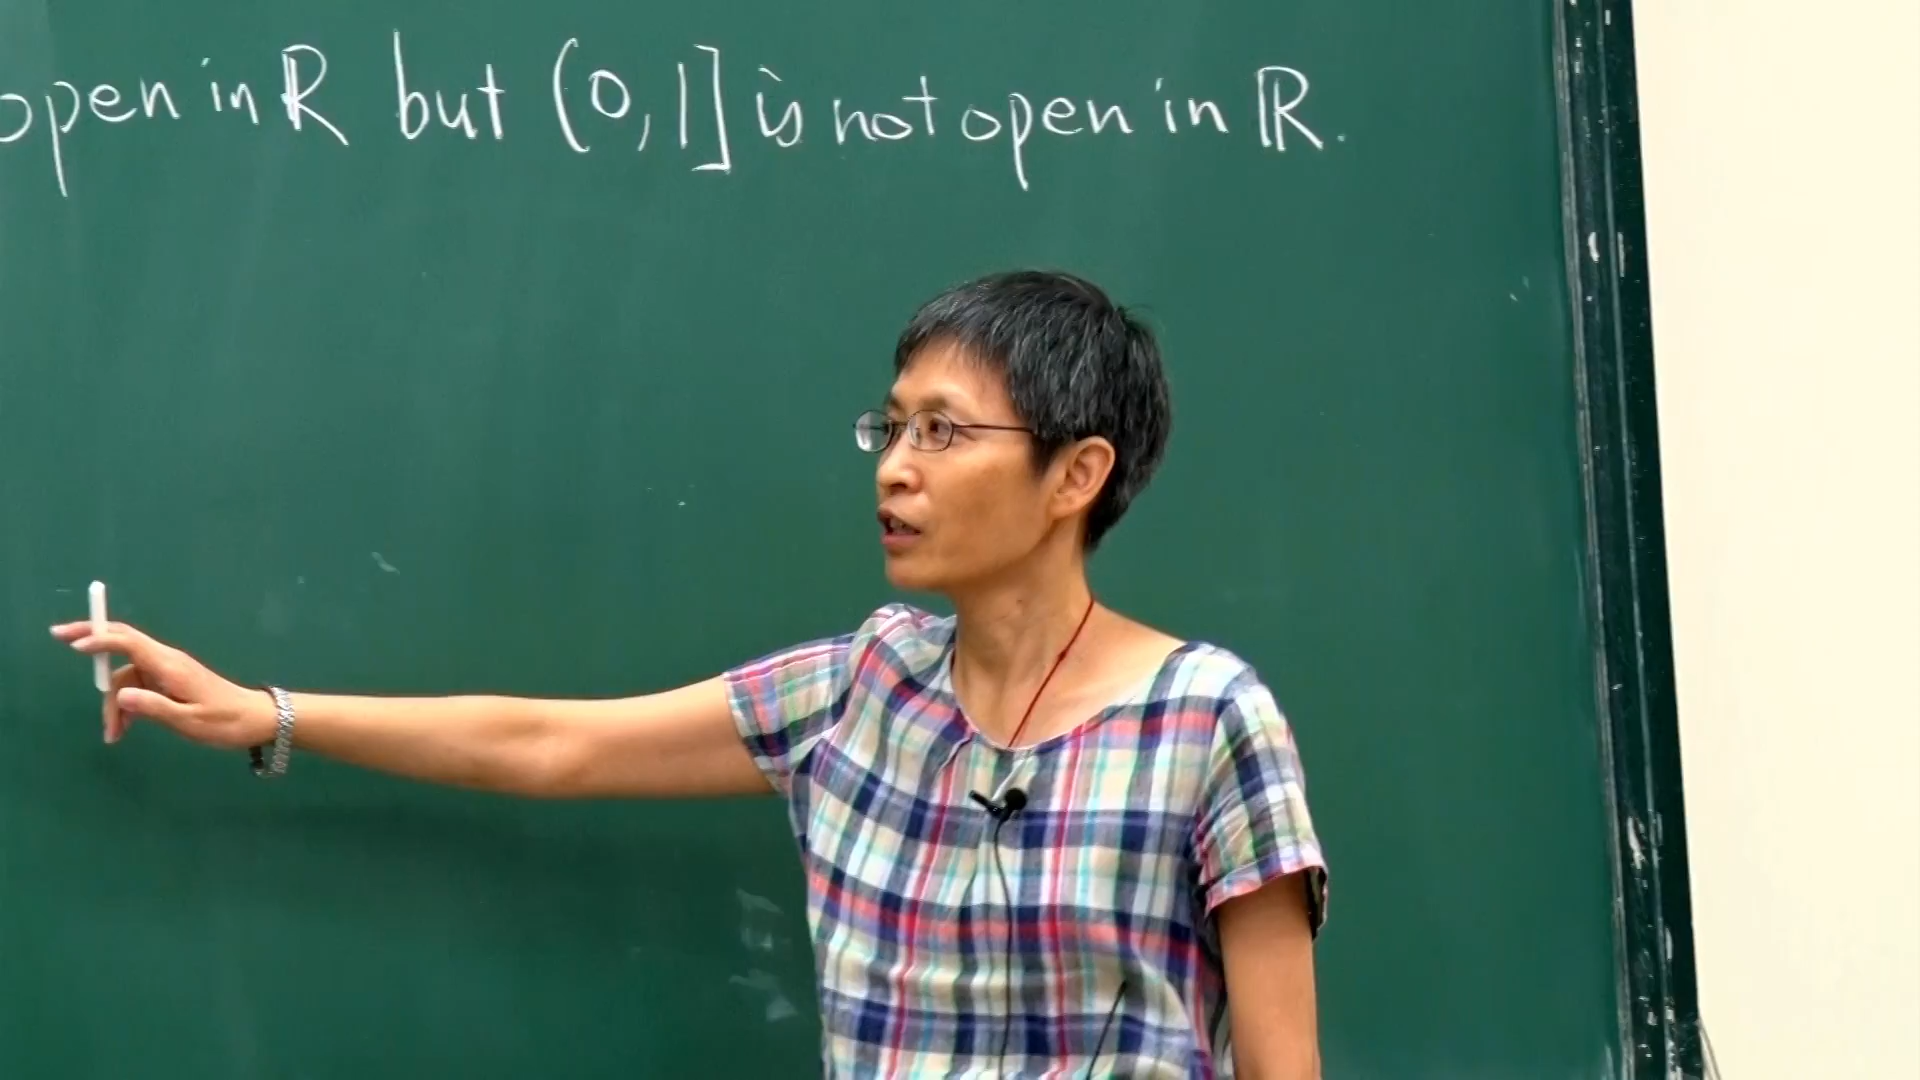 open in ℝ but (0,1] is not open in ℝ.